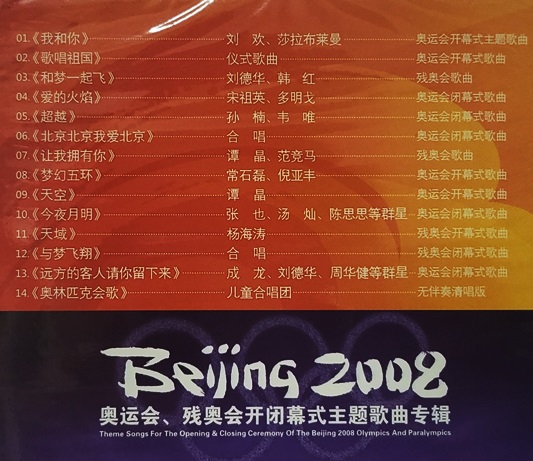 01.《我和你》 刘 欢、莎拉布莱曼 奥运会开幕式主题歌曲
02.《歌唱祖国》 仪式歌曲 奥运会开幕式歌曲
03.《和梦一起飞》 刘德华、韩 红 残奥会歌曲
04.《爱的火焰》 宋祖英、多明戈 奥运会闭幕式歌曲
05.《超越》 孙 楠、韦 唯 奥运会闭幕式歌曲
06.《北京北京我爱北京》 合 唱 奥运会闭幕式歌曲
07.《让我拥有你》 谭 晶、范竞马 残奥会歌曲
08.《梦幻五环》 常石磊、倪亚丰 奥运会开幕式歌曲
09.《天空》 谭 晶 奥运会开幕式歌曲
10.《今夜月明》 张 也、汤 灿、陈思思等群星 奥运会闭幕式歌曲
11.《天域》 杨海涛 残奥会开幕式歌曲
12.《与梦飞翔》 合 唱 残奥会闭幕式歌曲
13.《远方的客人请你留下来》 成 龙、刘德华、周华健等群星 奥运会闭幕式歌曲
14.《奥林匹克会歌》 儿童合唱团 无伴奏清唱版
Beijing 2008
奥运会、残奥会开闭幕式主题歌曲专辑
Theme Songs For The Opening & Closing Ceremony Of The Beijing 2008 Olympics And Paralympics